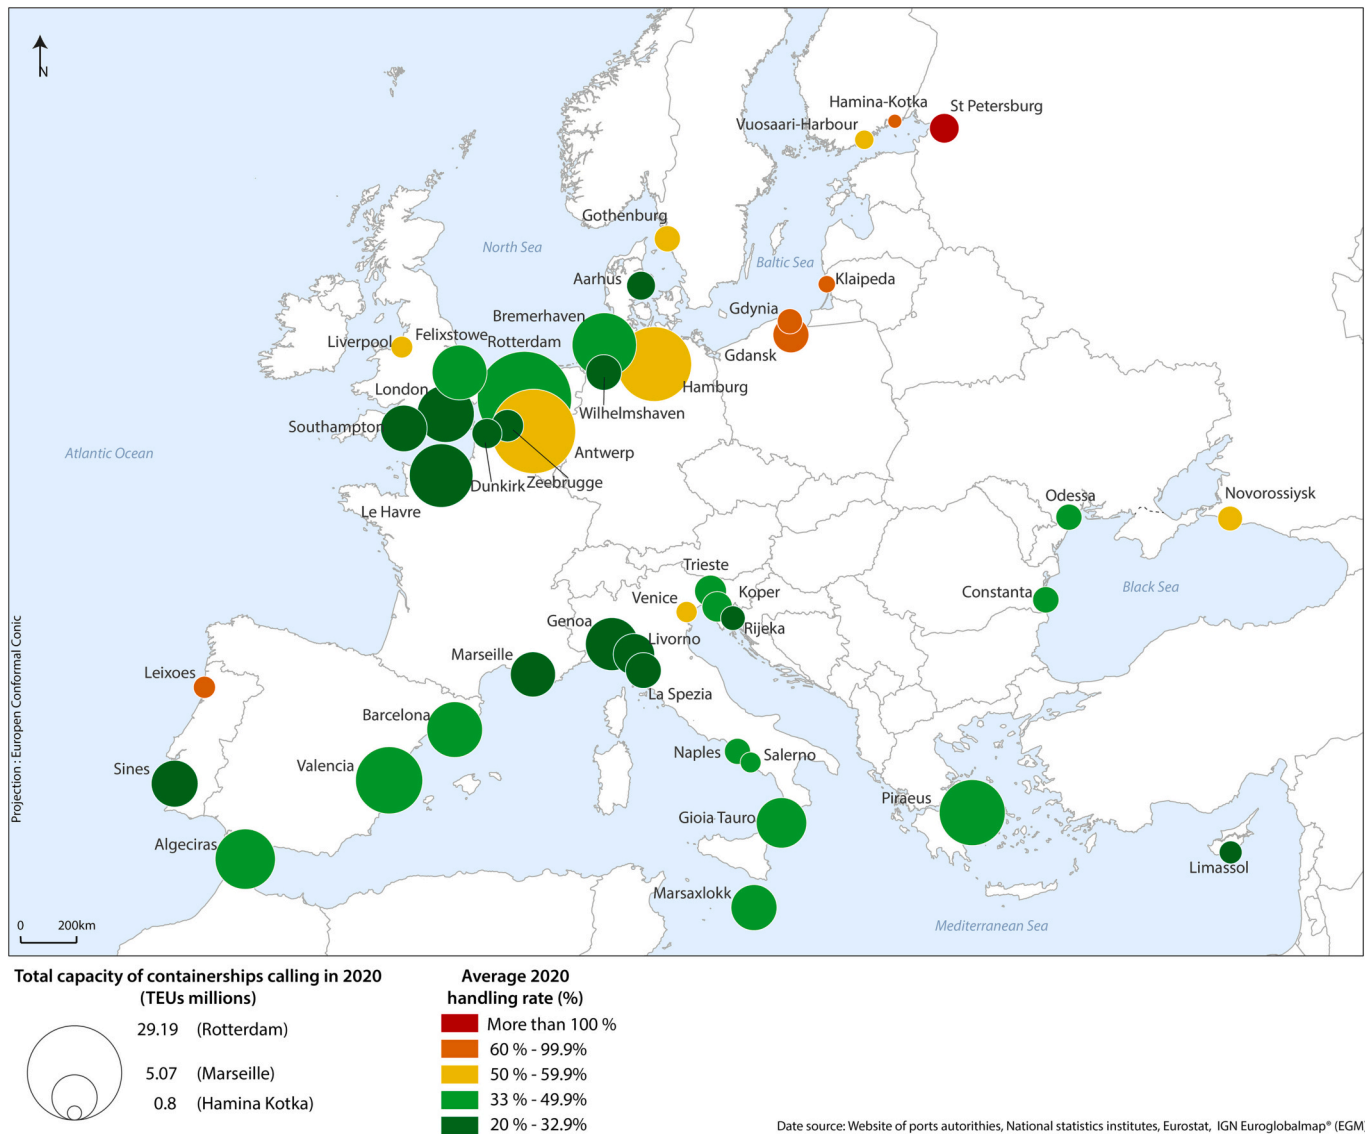 N
Hamina-Kotka
St Petersburg
Vuosaari-Harbour
Gothenburg
North Sea
Baltic Sea
Aarhus
Klaipeda
Gdynia
Bremerhaven
Liverpool
Felixstowe
Rotterdam
Gdansk
Hamburg
London
Wilhelmshaven
Southampton
Antwerp
Atlantic Ocean
Dunkirk
Zeebrugge
Le Havre
Odessa
Novorossiysk
Trieste
Black Sea
Koper
Constanta
Venice
Genoa
Rijeka
Livorno
Marseille
Leixoes
La Spezia
Barcelona
Naples
Salerno
Sines
Valencia
Piraeus
Gioia Tauro
Algeciras
Limassol
Marsaxlokk
Mediterranean Sea
0 200km
Projection : Europen Conformal Conic
Total capacity of containerships calling in 2020
(TEUs millions)
29.19 (Rotterdam)
5.07 (Marseille)
0.8 (Hamina Kotka)
Average 2020
handling rate (%)
More than 100 %
60 % - 99.9%
50 % - 59.9%
33 % - 49.9%
20 % - 32.9%
Date source: Website of ports autorithies, National statistics institutes, Eurostat, IGN Euroglobalmap® (EGM